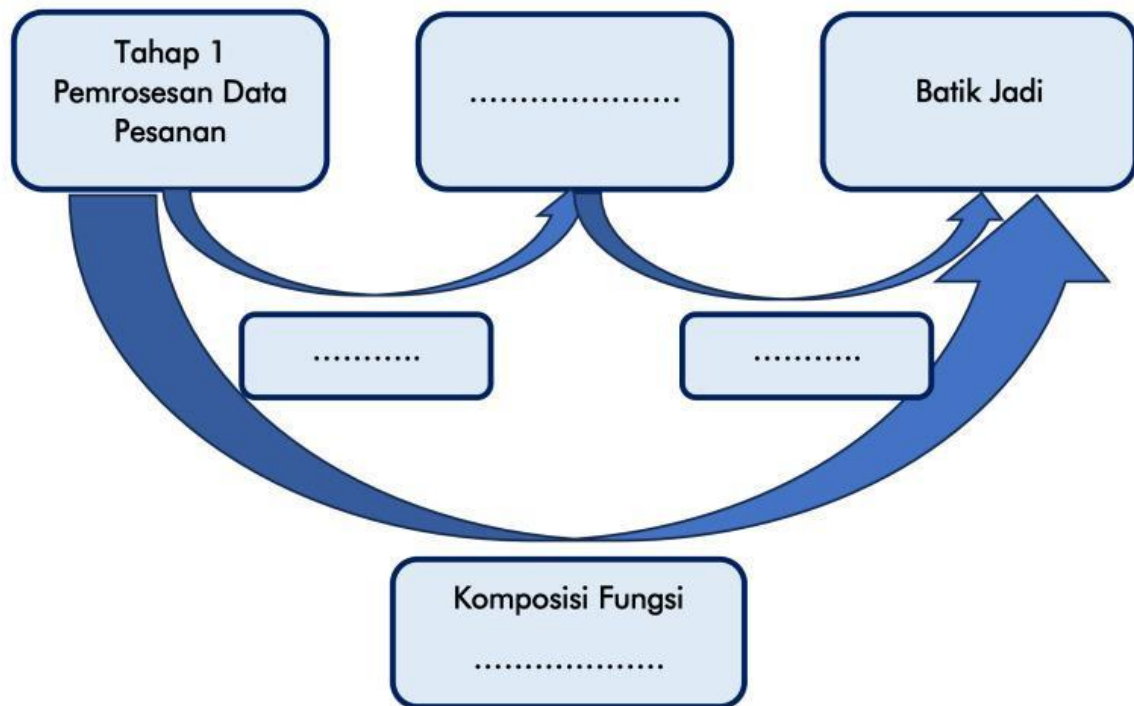 Tahap 1
Pemrosesan Data
Pesanan
.....................
Batik Jadi
...........
...........
Komposisi Fungsi
...................